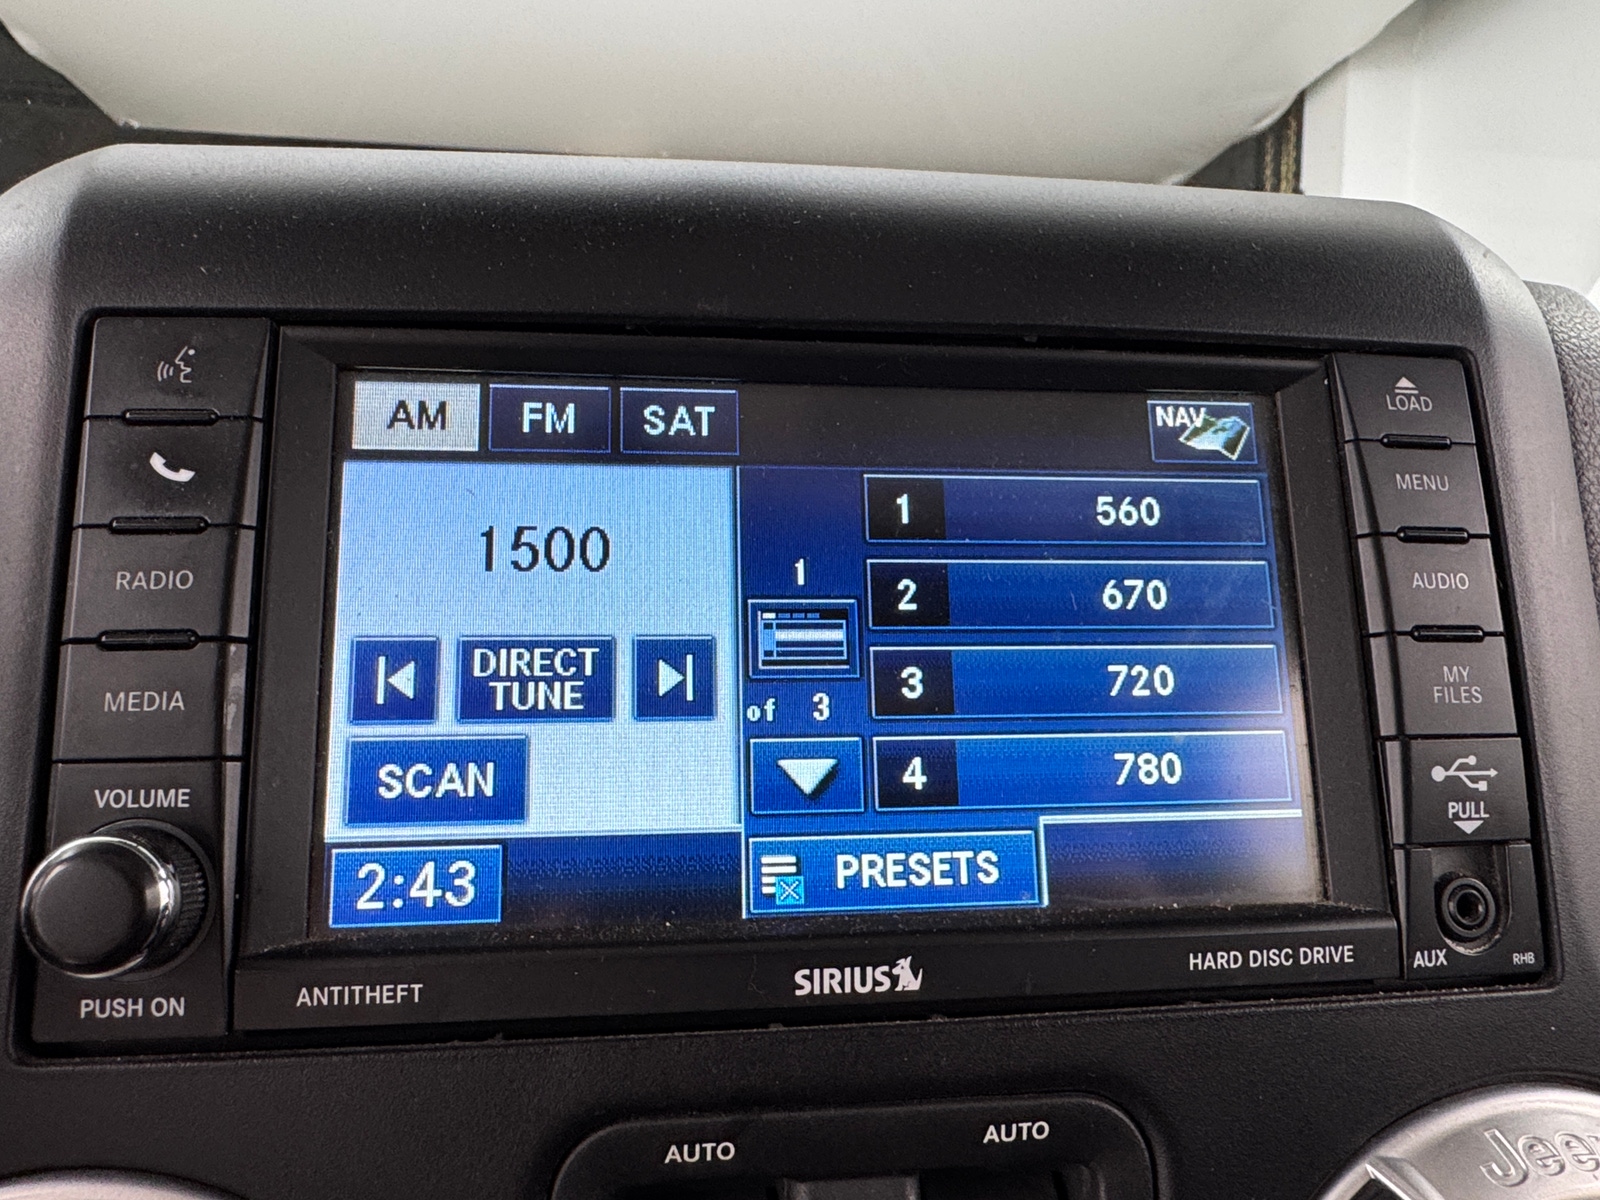 LOAD
MENU
AUDIO
MY
FILES
PULL
AUX
RHB
RADIO
MEDIA
VOLUME
PUSH ON
AM FM SAT NAV
1500
DIRECT
TUNE
SCAN
2:43
1
of 3
1 560
2 670
3 720
4 780
PRESETS
ANTITHEFT
SIRIUS
HARD DISC DRIVE
AUTO
AUTO
Jeep